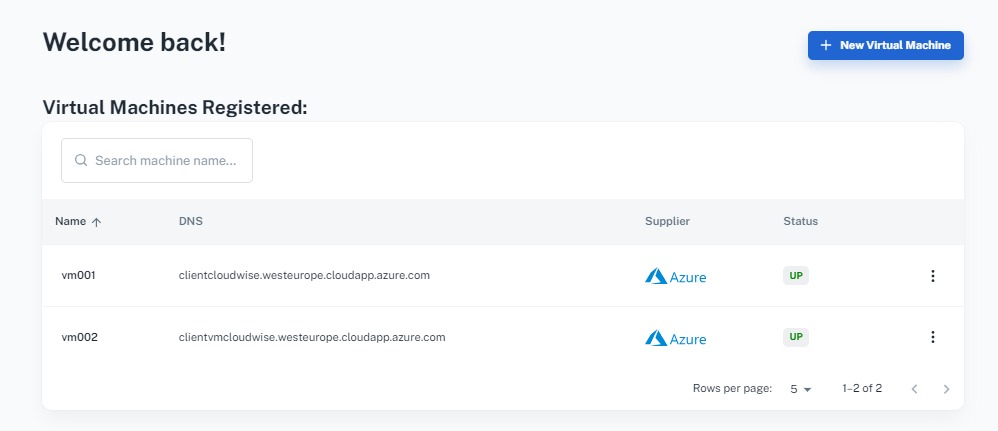 Welcome back!
+ New Virtual Machine
Virtual Machines Registered:
Search machine name...
Name ↑ DNS Supplier Status
vm001 clientcloudwise.westeurope.cloudapp.azure.com Azure UP
vm002 clientvmcloudwise.westeurope.cloudapp.azure.com Azure UP
Rows per page: 5 1–2 of 2